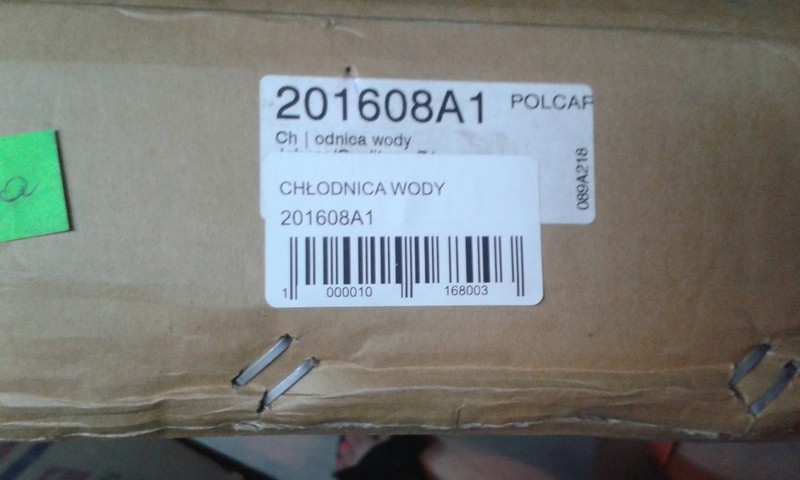 201608A1 POLCAR
Ch | odnica wody
089A218
CHŁODNICA WODY
201608A1
1 000010 168003
a